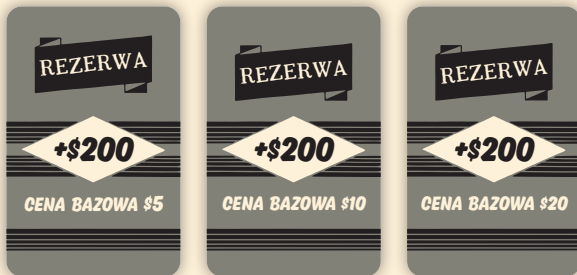 REZERWA
+$200
CENA BAZOWA $5
REZERWA
+$200
CENA BAZOWA $10
REZERWA
+$200
CENA BAZOWA $20